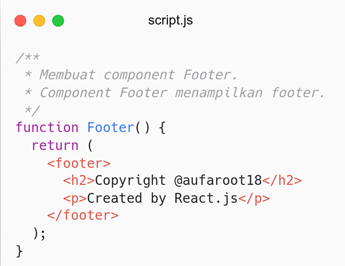 script.js
/**
 * Membuat component Footer.
 * Component Footer menampilkan footer.
 */
function Footer() {
  return (
    <footer>
      <h2>Copyright @aufaroot18</h2>
      <p>Created by React.js</p>
    </footer>
  );
}